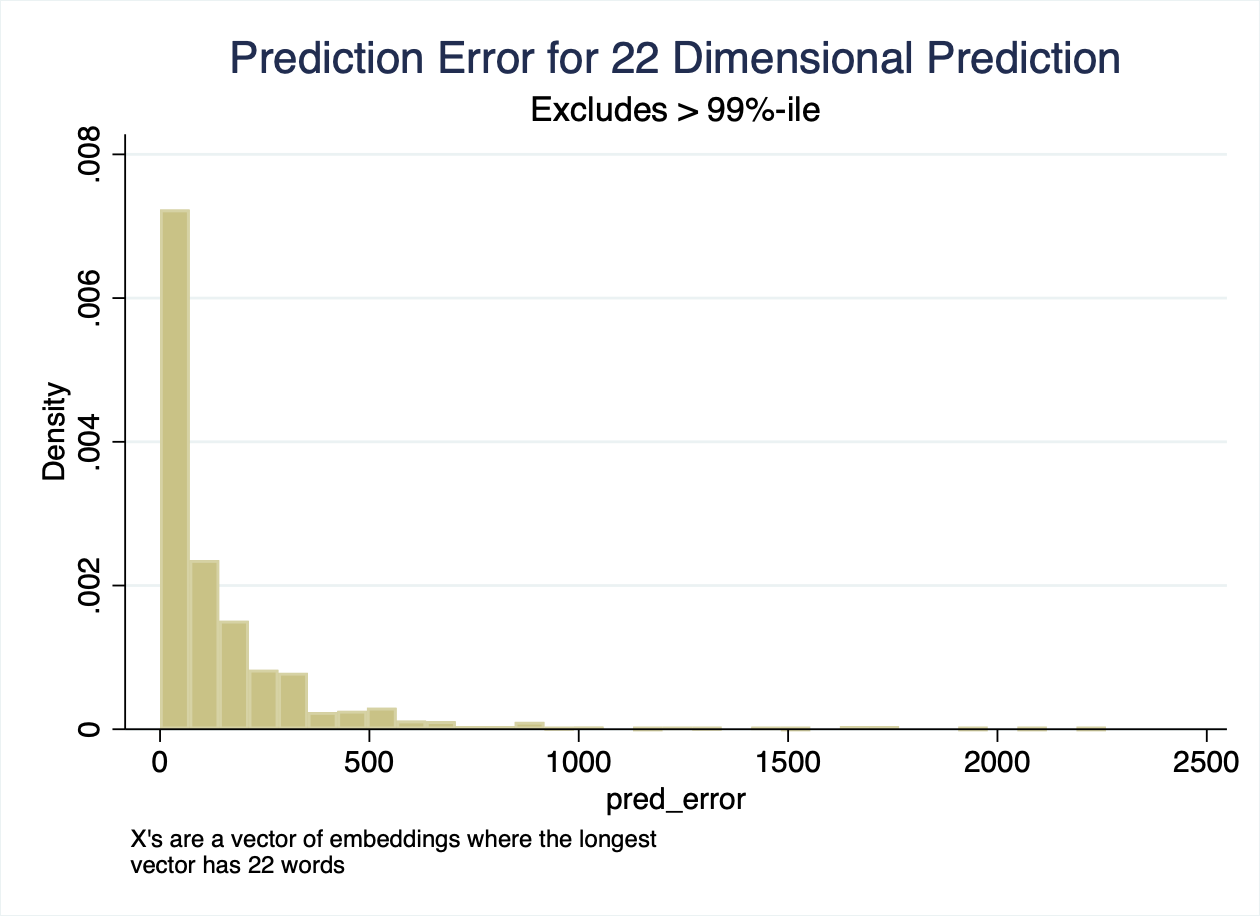 Prediction Error for 22 Dimensional Prediction
Excludes > 99%-ile
.008
.006
.004
.002
0
Density
0 500 1000 1500 2000 2500
pred_error
X's are a vector of embeddings where the longest
vector has 22 words